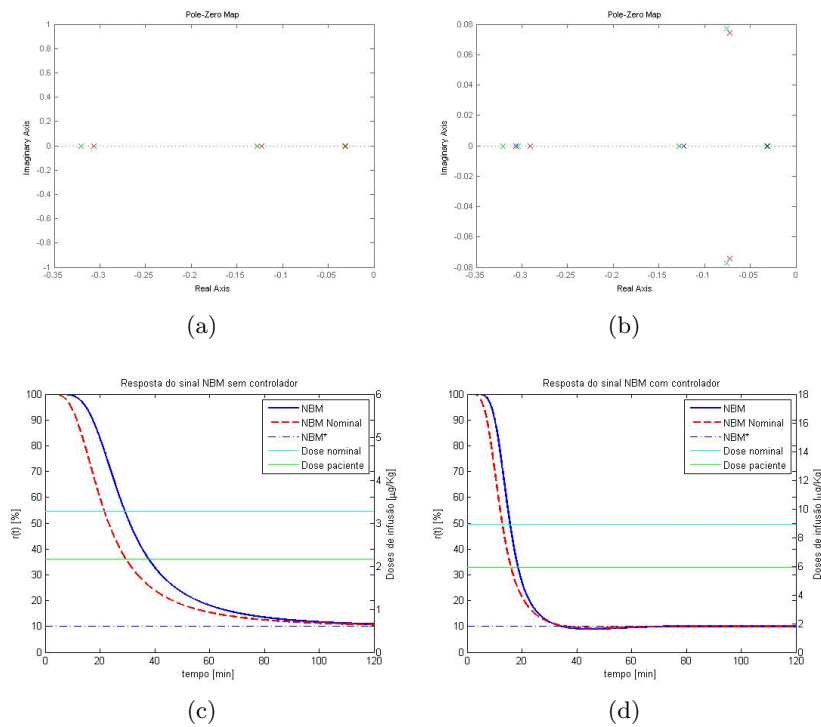 Pole-Zero Map
1
0.8
0.6
0.4
0.2
0
-0.2
-0.4
-0.6
-0.8
-1
Imaginary Axis
-0.35 -0.3 -0.25 -0.2 -0.15 -0.1 -0.05 0
Real Axis
(a)
Pole-Zero Map
0.08
0.06
0.04
0.02
0
-0.02
-0.04
-0.06
-0.08
Imaginary Axis
-0.35 -0.3 -0.25 -0.2 -0.15 -0.1 -0.05 0
Real Axis
(b)
Resposta do sinal NBM sem controlador
100
90
80
70
60
50
40
30
20
10
0
r(t) [%]
NBM
NBM Nominal
NBM*
Dose nominal
Dose paciente
6
5
4
3
2
1
0
Doses de infusão [µg/Kg]
0 20 40 60 80 100 120
tempo [min]
(c)
Resposta do sinal NBM com controlador
100
90
80
70
60
50
40
30
20
10
0
r(t) [%]
NBM
NBM Nominal
NBM*
Dose nominal
Dose paciente
18
16
14
12
10
8
6
4
2
0
Doses de infusão [µg/Kg]
0 20 40 60 80 100 120
tempo [min]
(d)